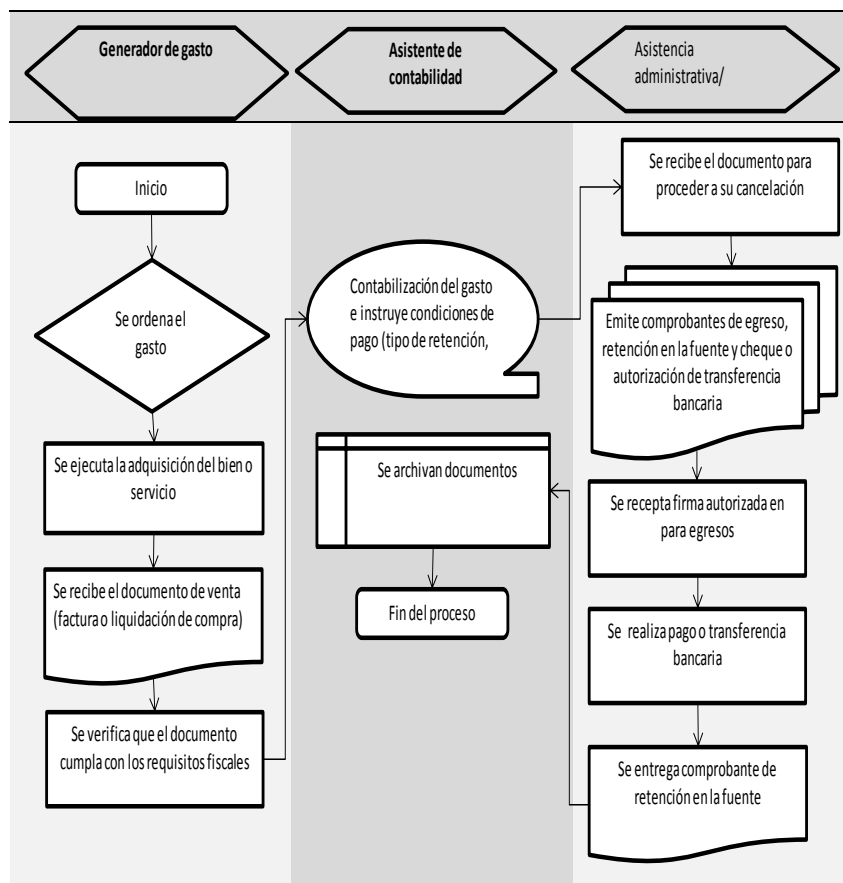 Generador de gasto
Asistente de
contabilidad
Asistencia
administrativa/
Inicio
Se ordena el
gasto
Se ejecuta la adquisición del bien o
servicio
Se recibe el documento de venta
(factura o liquidación de compra)
Se verifica que el documento
cumpla con los requisitos fiscales
Contabilización del gasto
e instruye condiciones de
pago (tipo de retención,
Se archivan documentos
Fin del proceso
Se recibe el documento para
proceder a su cancelación
Emite comprobantes de egreso,
retención en la fuente y cheque o
autorización de transferencia
bancaria
Se recepta firma autorizada en
para egresos
Se realiza pago o transferencia
bancaria
Se entrega comprobante de
retención en la fuente